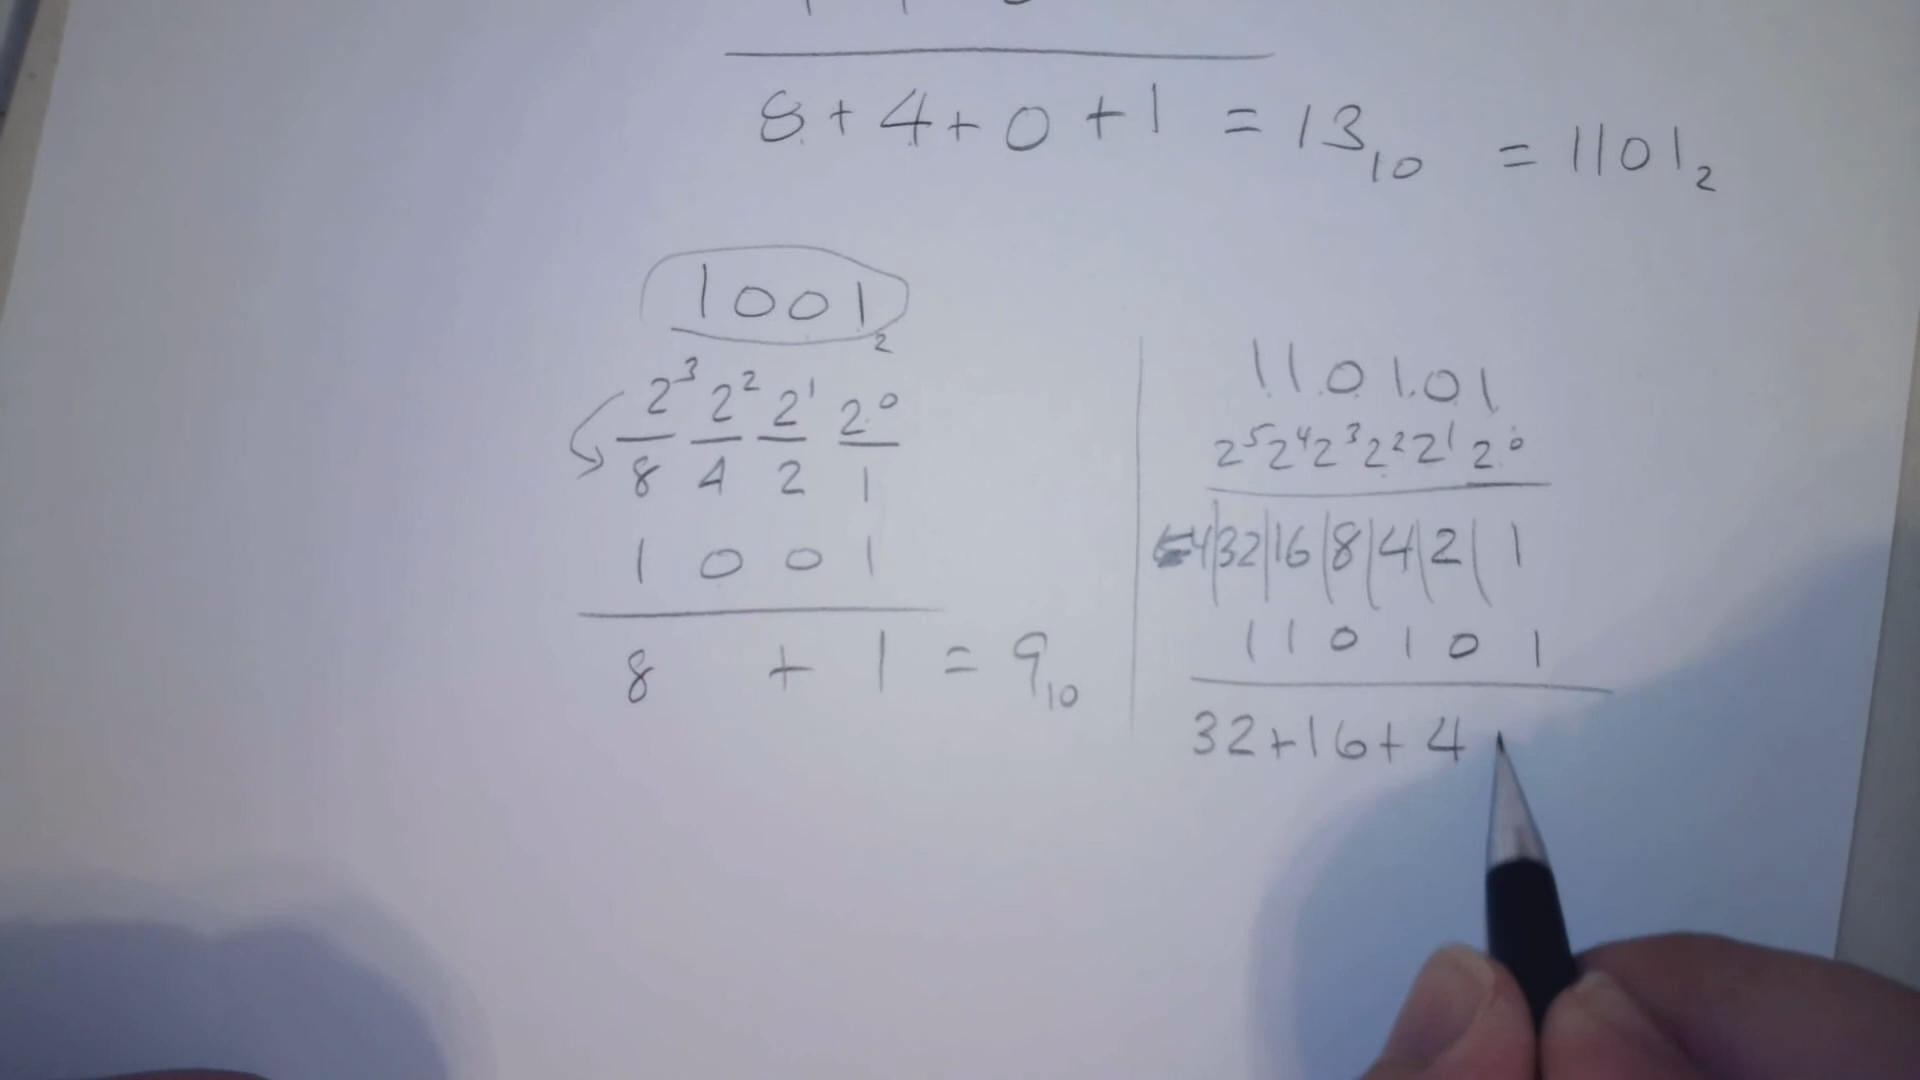 8 + 4 + 0 + 1 = 13₁₀ = 1101₂
1001₂
2³ 2² 2¹ 2⁰
8 4 2 1
1 0 0 1
8 + 1 = 9₁₀
110101
2⁵ 2⁴ 2³ 2² 2¹ 2⁰
32 | 16 | 8 | 4 | 2 | 1
1 1 0 1 0 1
32 + 16 + 4